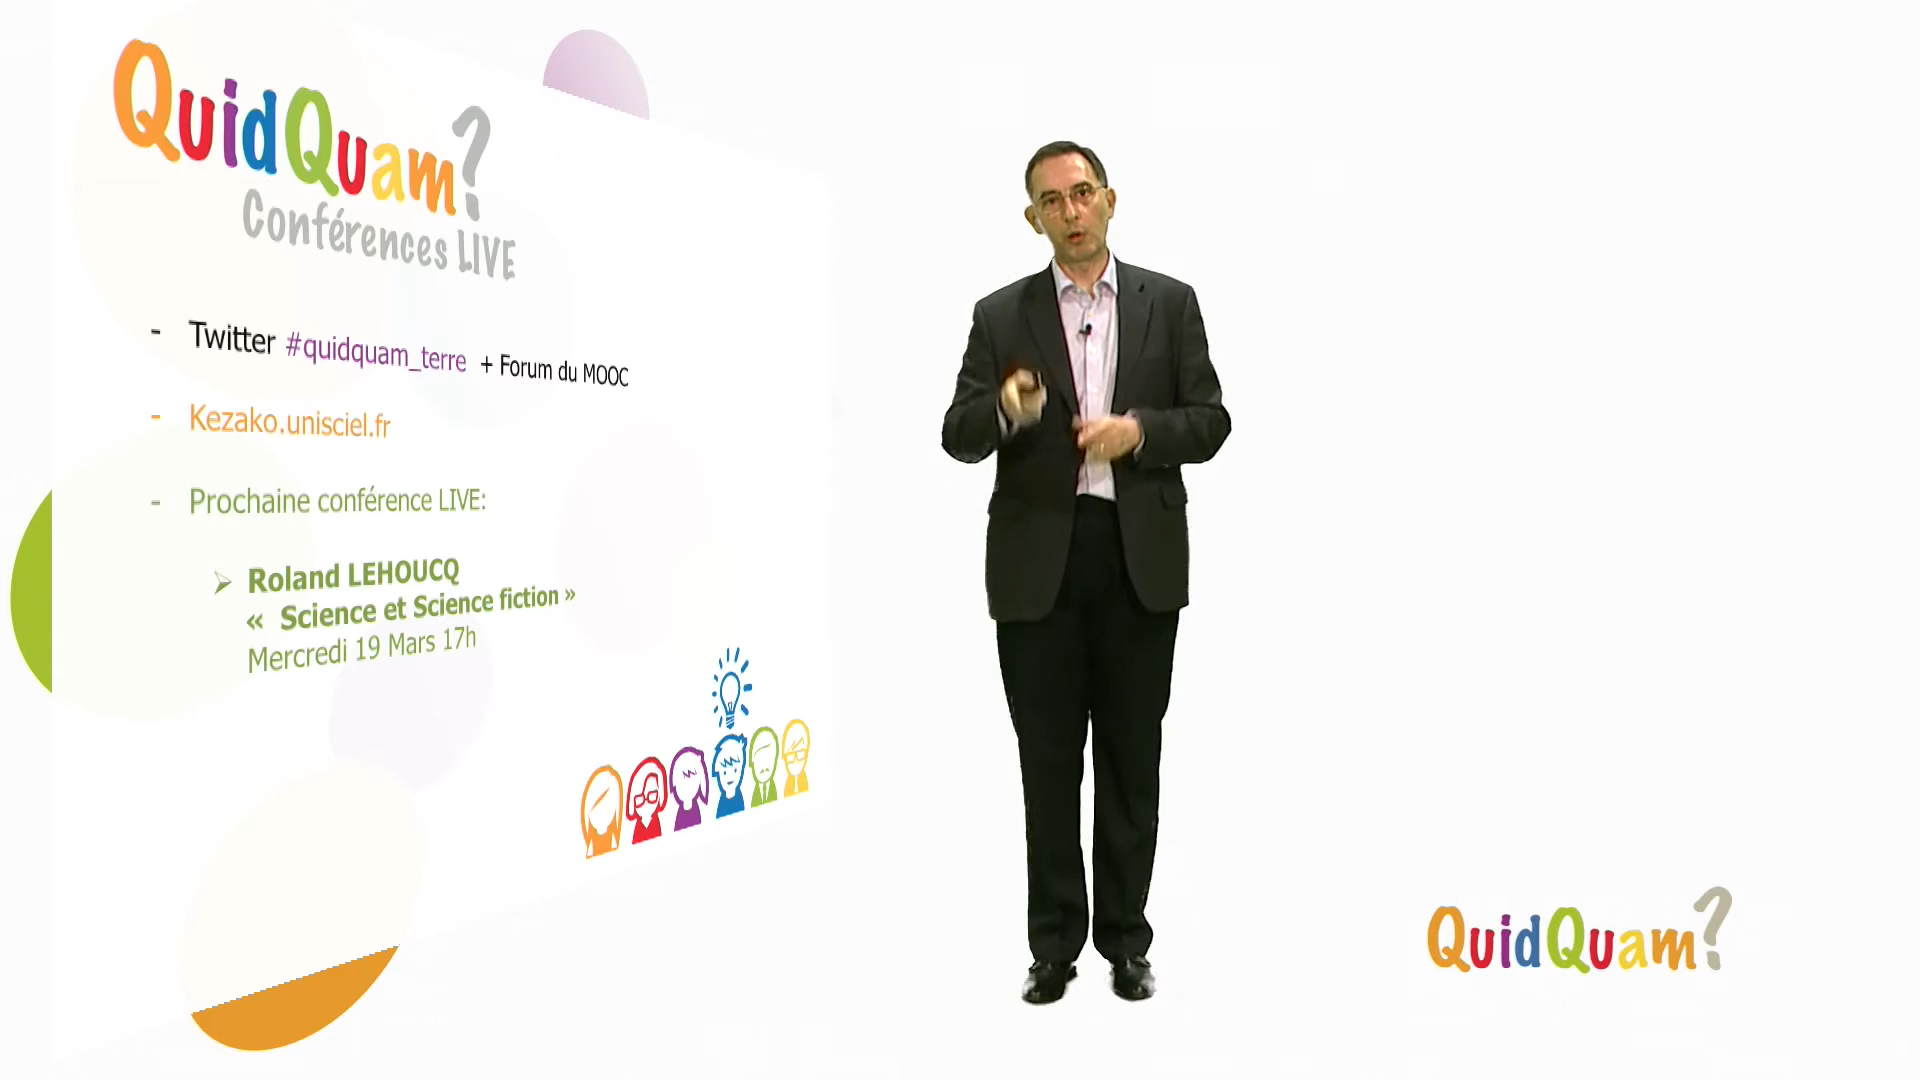 QuidQuam?
Conférences LIVE
- Twitter #quidquam_terre + Forum du MOOC
- Kezako.unisciel.fr
- Prochaine conférence LIVE:
➢ Roland LEHOUCQ
« Science et Science fiction »
Mercredi 19 Mars 17h
QuidQuam?